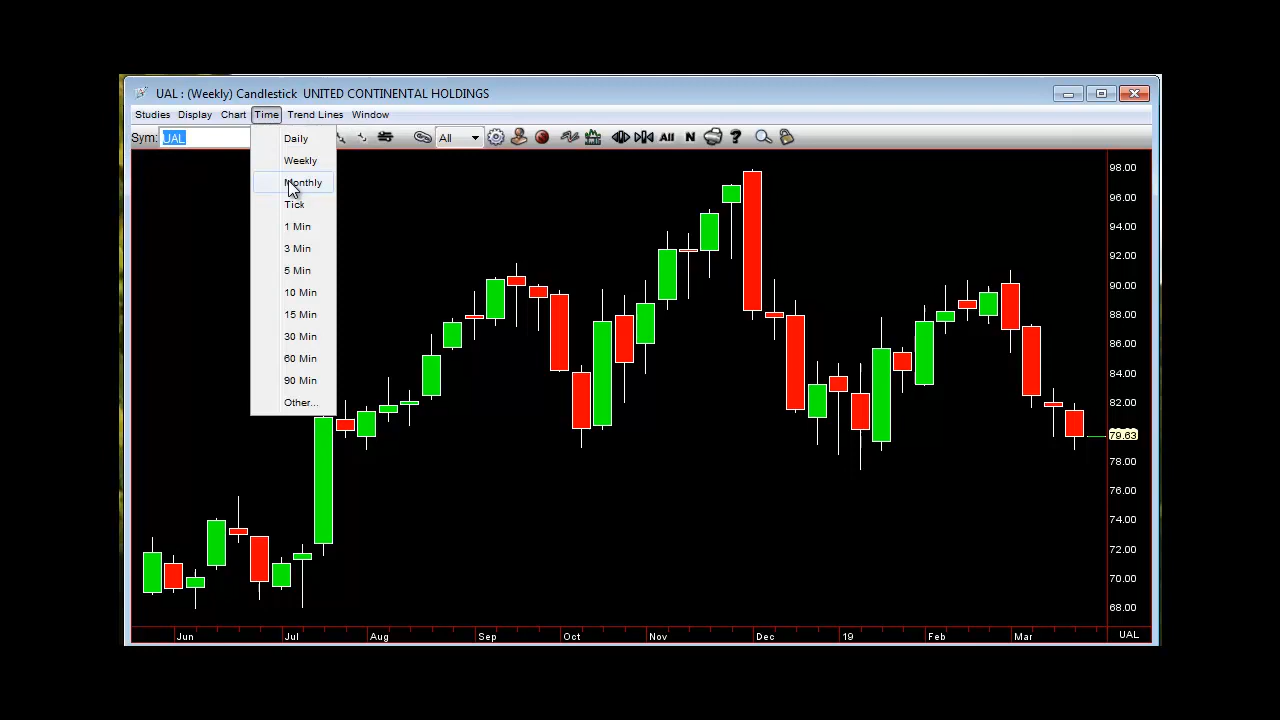 UAL : (Weekly) Candlestick UNITED CONTINENTAL HOLDINGS
Studies Display Chart Time Trend Lines Window
Sym: UAL All All N ?
Daily
Weekly
Monthly
Tick
1 Min
3 Min
5 Min
10 Min
15 Min
30 Min
60 Min
90 Min
Other...
98.00
96.00
94.00
92.00
90.00
88.00
86.00
84.00
82.00
79.63
78.00
76.00
74.00
72.00
70.00
68.00
Jun Jul Aug Sep Oct Nov Dec 19 Feb Mar UAL